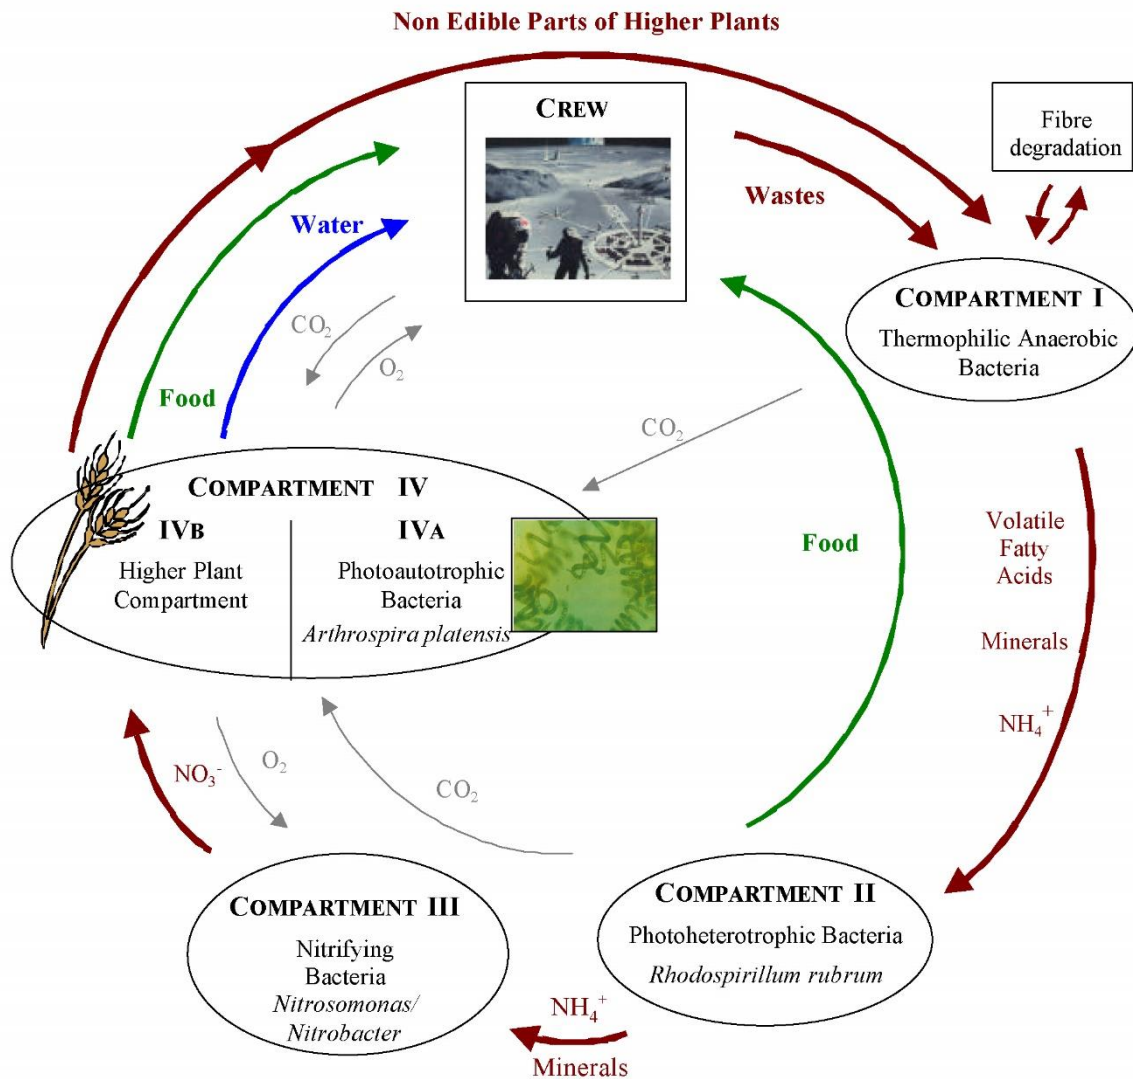 Non Edible Parts of Higher Plants
CREW
Fibre
degradation
Wastes
Water
COMPARTMENT I
Thermophilic Anaerobic
Bacteria
CO₂
O₂
Food
CO₂
COMPARTMENT IV
IVB
IVA
Higher Plant
Compartment
Photoautotrophic
Bacteria
Arthrospira platensis
Food
Volatile
Fatty
Acids
Minerals
NH₄⁺
NO₃⁻
O₂
CO₂
COMPARTMENT III
Nitrifying
Bacteria
Nitrosomonas/
Nitrobacter
COMPARTMENT II
Photoheterotrophic Bacteria
Rhodospirillum rubrum
NH₄⁺
Minerals